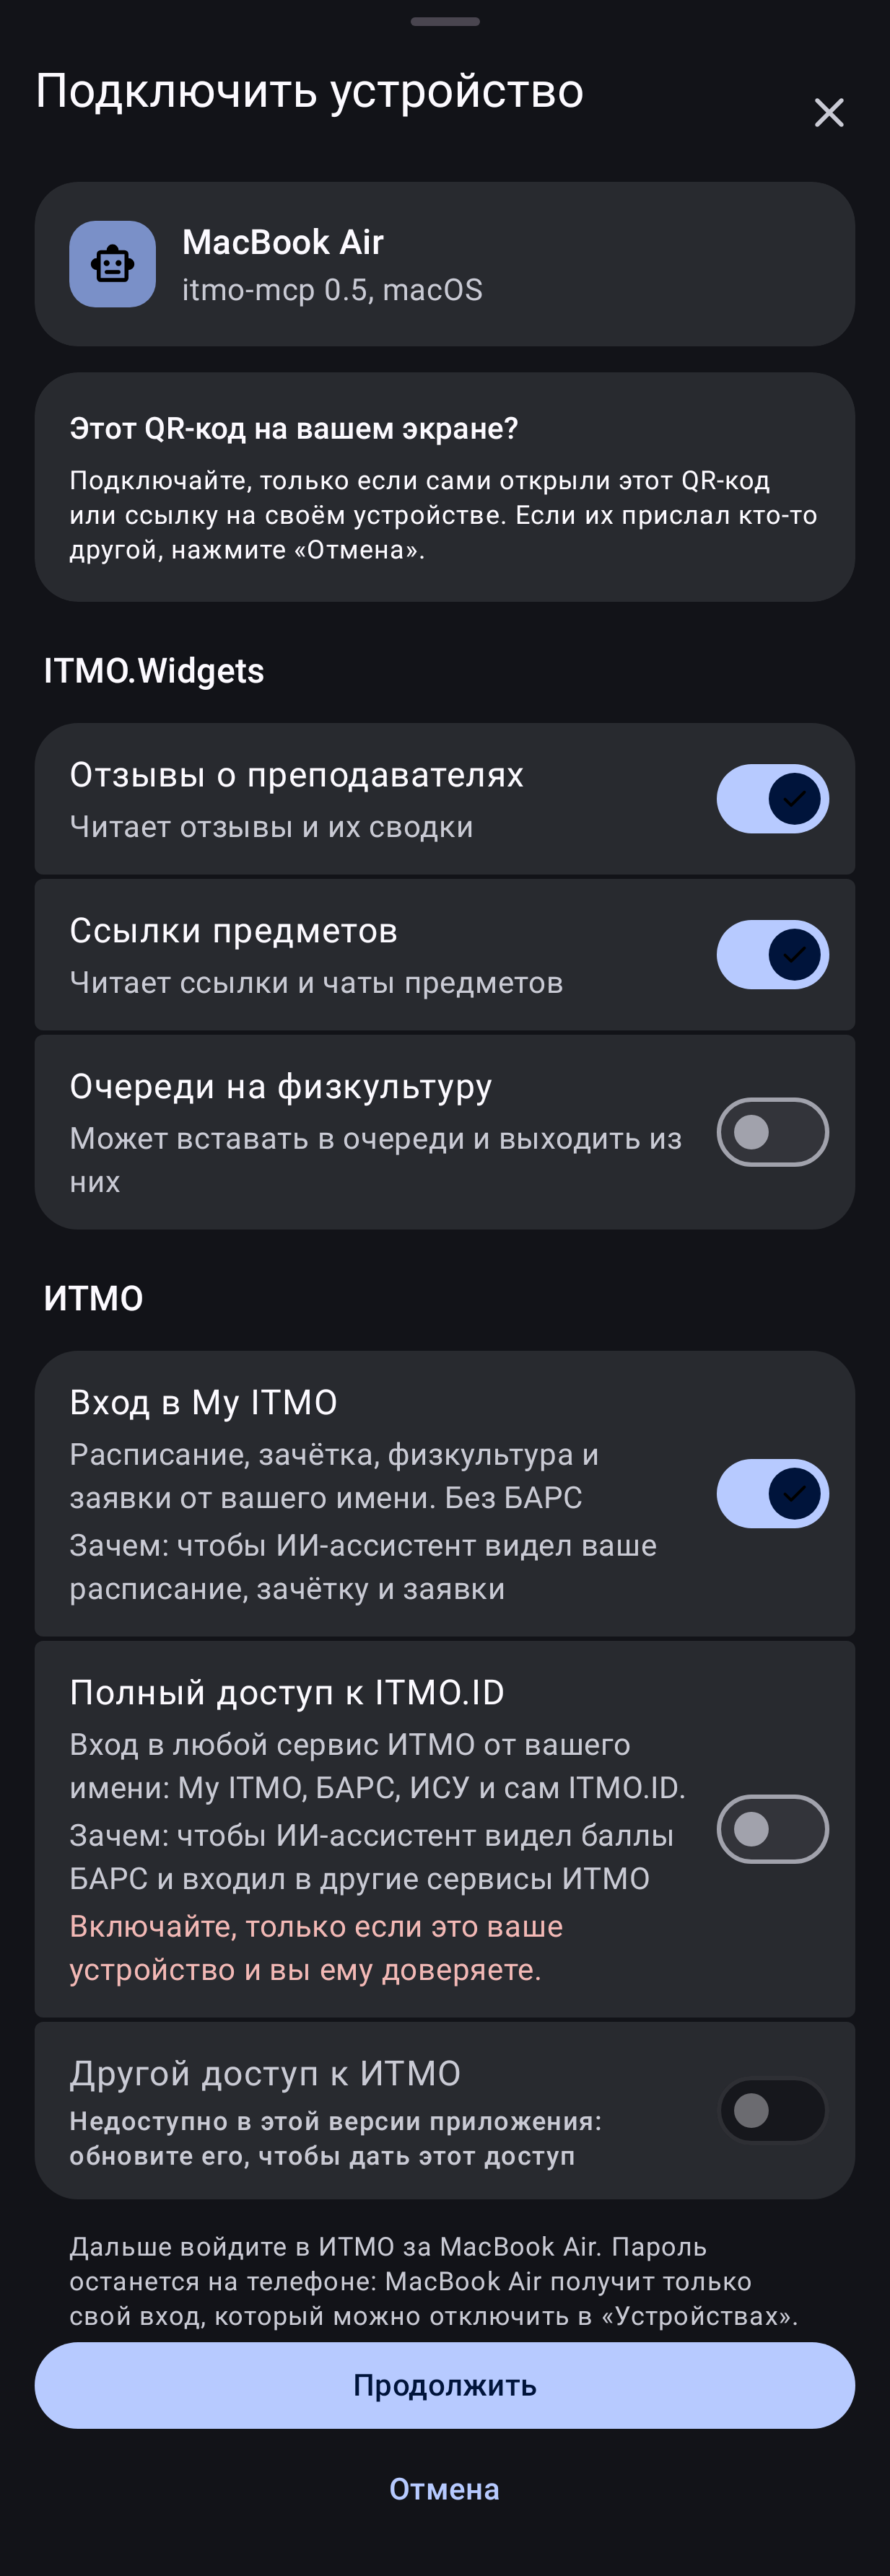 Подключить устройство
MacBook Air
itmo-mcp 0.5, macOS
Этот QR-код на вашем экране?
Подключайте, только если сами открыли этот QR-код
или ссылку на своём устройстве. Если их прислал кто-то
другой, нажмите «Отмена».
ITMO.Widgets
Отзывы о преподавателях
Читает отзывы и их сводки
Ссылки предметов
Читает ссылки и чаты предметов
Очереди на физкультуру
Может вставать в очереди и выходить из
них
ИТМО
Вход в My ITMO
Расписание, зачётка, физкультура и
заявки от вашего имени. Без БАРС
Зачем: чтобы ИИ-ассистент видел ваше
расписание, зачётку и заявки
Полный доступ к ITMO.ID
Вход в любой сервис ИТМО от вашего
имени: My ITMO, БАРС, ИСУ и сам ITMO.ID.
Зачем: чтобы ИИ-ассистент видел баллы
БАРС и входил в другие сервисы ИТМО
Включайте, только если это ваше
устройство и вы ему доверяете.
Другой доступ к ИТМО
Недоступно в этой версии приложения:
обновите его, чтобы дать этот доступ
Дальше войдите в ИТМО за MacBook Air. Пароль
останется на телефоне: MacBook Air получит только
свой вход, который можно отключить в «Устройствах».
Продолжить
Отмена